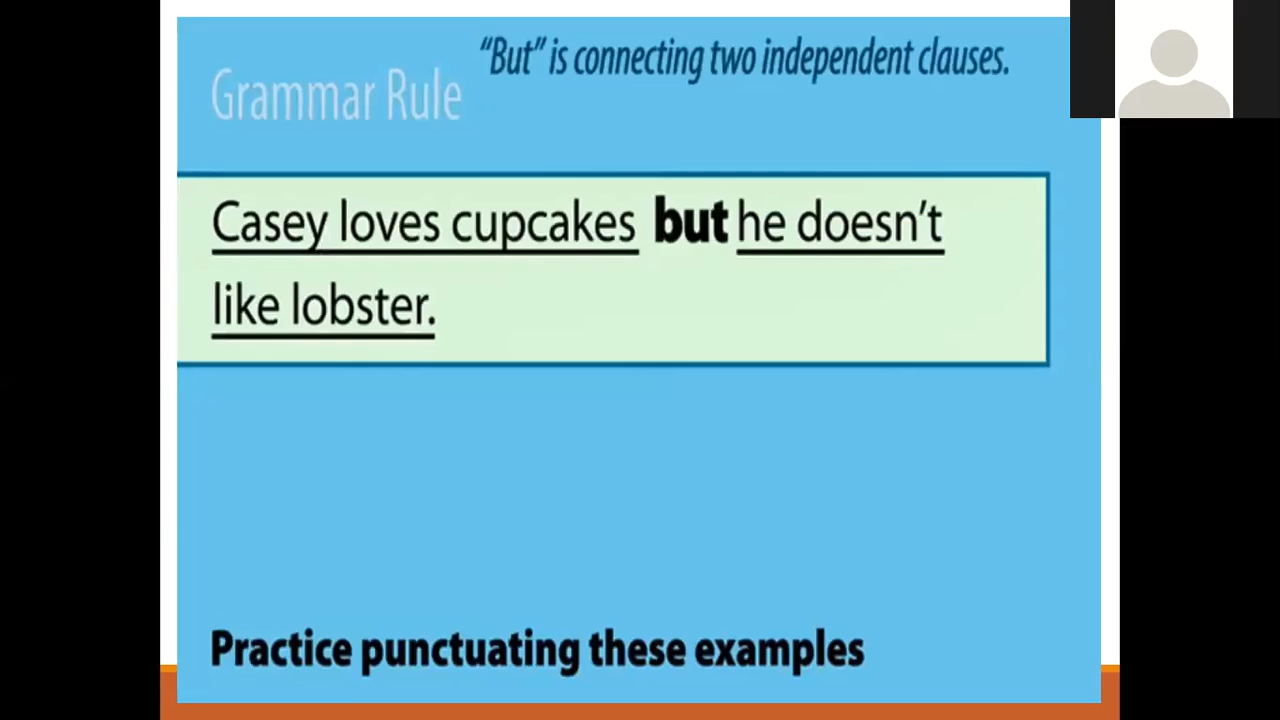 “But” is connecting two independent clauses.
Grammar Rule
Casey loves cupcakes but he doesn’t
like lobster.
Practice punctuating these examples